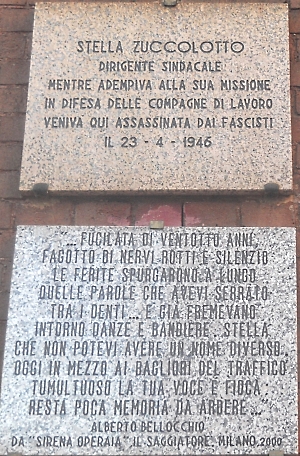 STELLA ZUCCOLOTTO
DIRIGENTE SINDACALE
MENTRE ADEMPIVA ALLA SUA MISSIONE
IN DIFESA DELLE COMPAGNE DI LAVORO
VENIVA QUI ASSASSINATA DAI FASCISTI
IL 23 - 4 - 1946
... FUCILATA DI VENTOTTO ANNI,
FAGOTTO DI NERVI ROTTI E SILENZIO
LE FERITE SPURGARONO A LUNGO
QUELLE PAROLE CHE AVEVI SERRATO
TRA I DENTI... E GIÀ FREMEVANO
INTORNO DANZE E BANDIERE.. STELLA
CHE NON POTEVI AVERE UN NOME DIVERSO..
OGGI IN MEZZO AI BAGLIORI DEL TRAFFICO
TUMULTUOSO LA TUA VOCE È FIOCA:
RESTA POCA MEMORIA DA ARDERE...
ALBERTO BELLOCCHIO
DA "SIRENA OPERAIA" IL SAGGIATORE, MILANO 2000